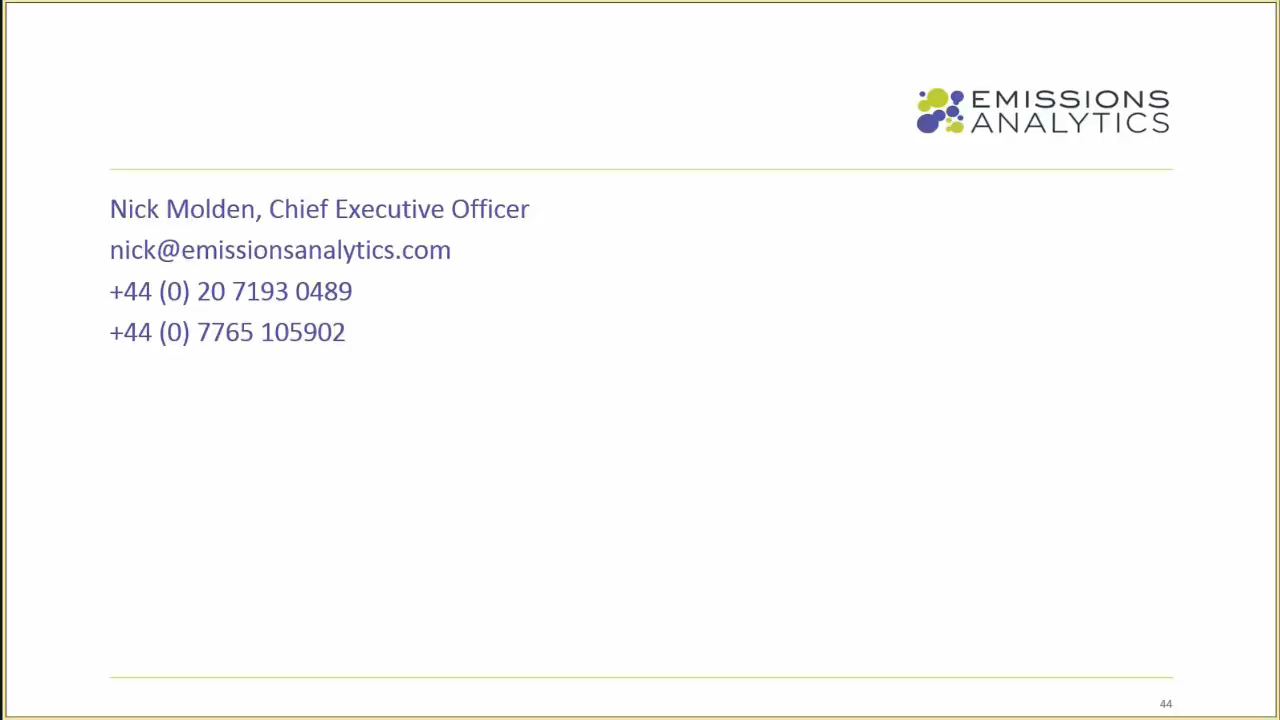 EMISSIONS
ANALYTICS
Nick Molden, Chief Executive Officer
nick@emissionsanalytics.com
+44 (0) 20 7193 0489
+44 (0) 7765 105902
44